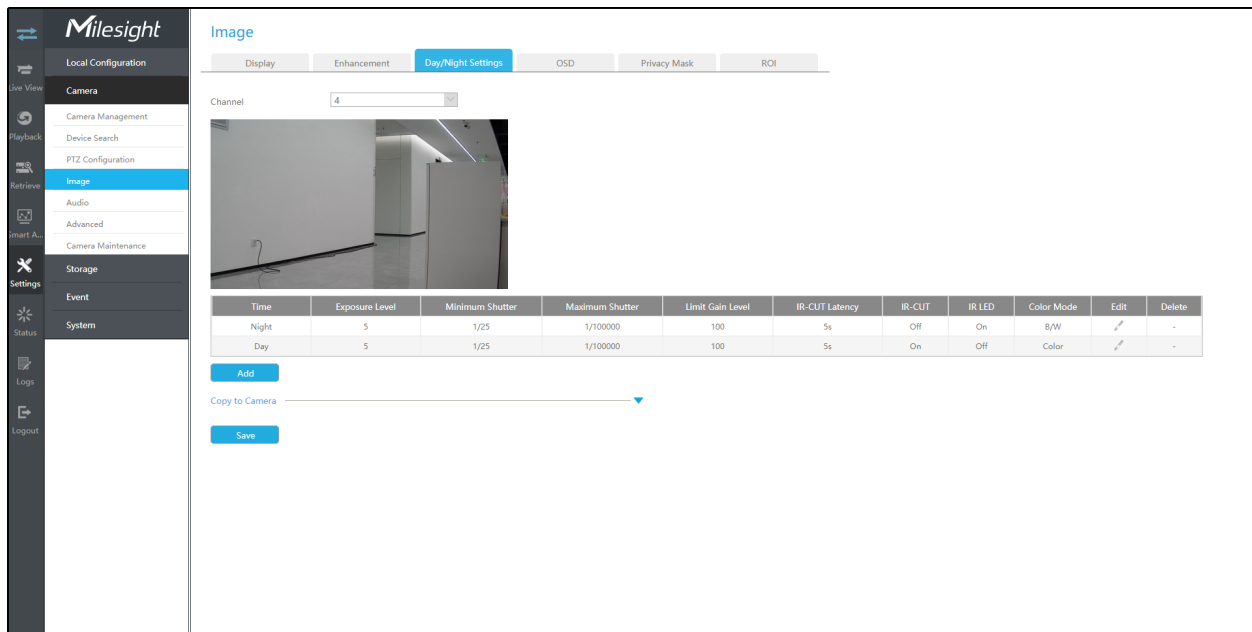 Milesight
Live View
Playback
Retrieve
Smart A...
Settings
Status
Logs
Logout
Local Configuration
Camera
Camera Management
Device Search
PTZ Configuration
Image
Audio
Advanced
Camera Maintenance
Storage
Event
System
Image
Display Enhancement Day/Night Settings OSD Privacy Mask ROI
Channel 4
Time Exposure Level Minimum Shutter Maximum Shutter Limit Gain Level IR-CUT Latency IR-CUT IR LED Color Mode Edit Delete
Night 5 1/25 1/100000 100 5s Off On B/W -
Day 5 1/25 1/100000 100 5s On Off Color -
Add
Copy to Camera
Save